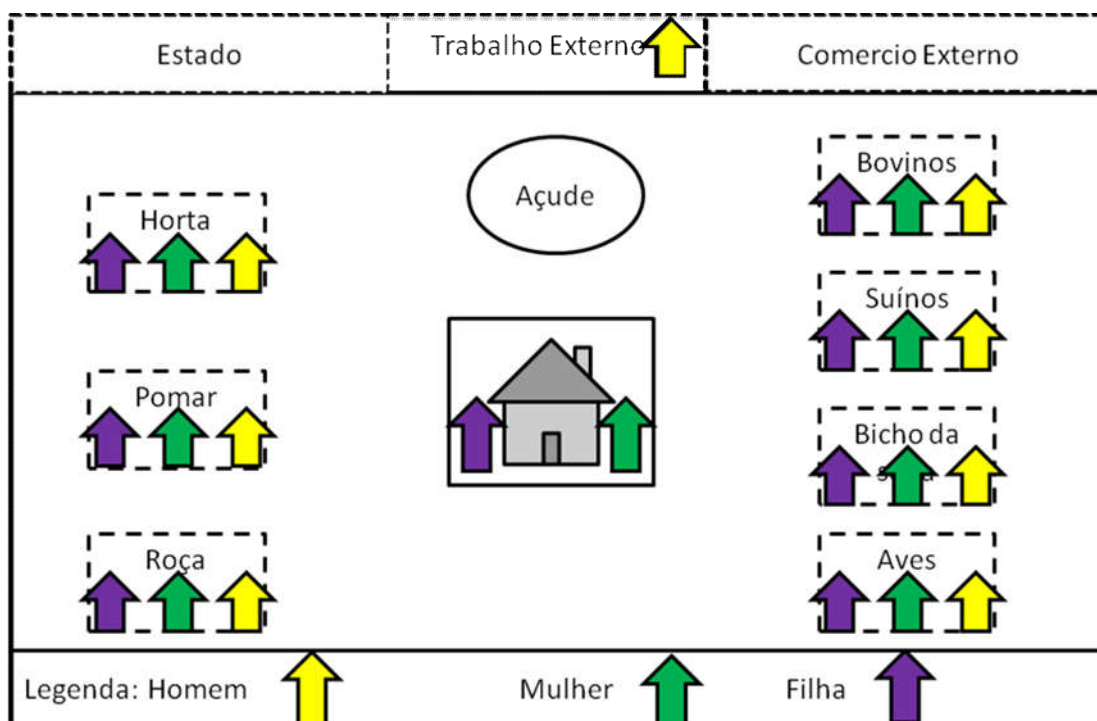 Estado
Trabalho Externo
Comercio Externo
Açude
Bovinos
Horta
Suínos
Pomar
Bicho da
Roça
Aves
Legenda: Homem
Mulher
Filha